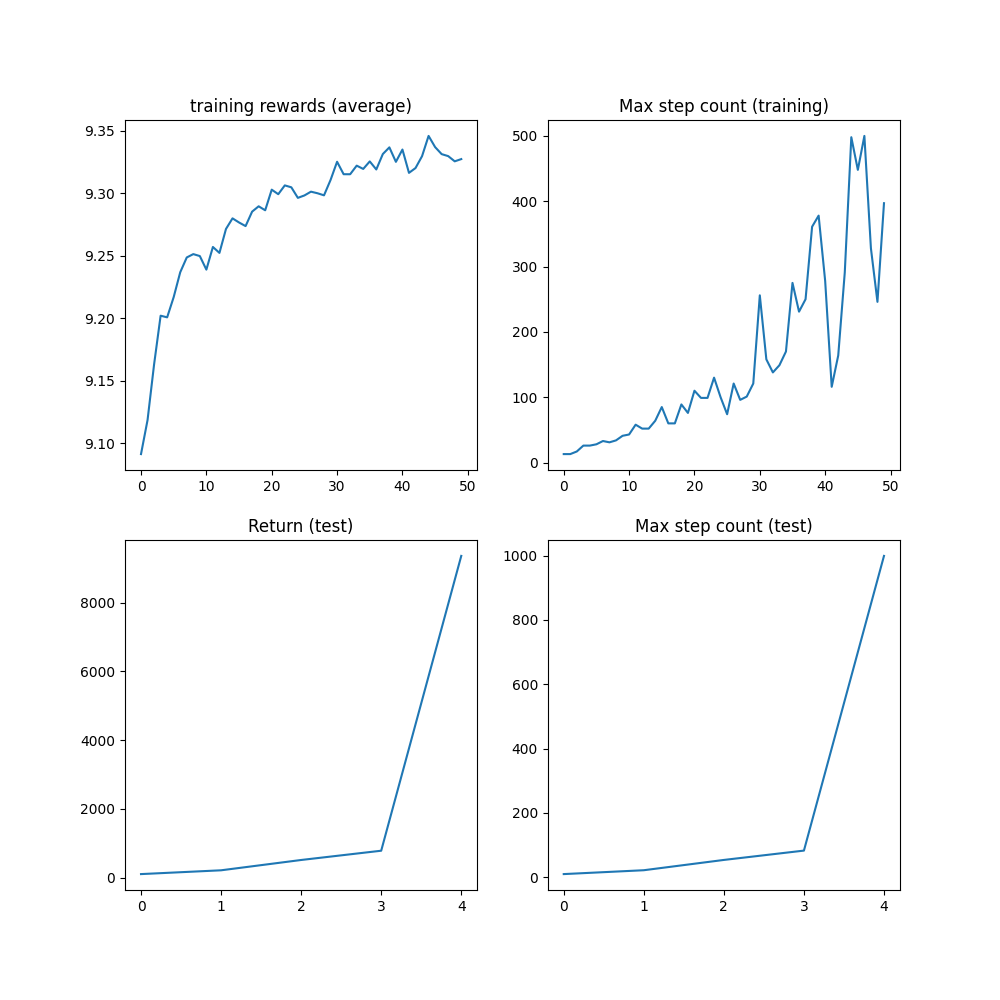 training rewards (average)
9.35
9.30
9.25
9.20
9.15
9.10
0 10 20 30 40 50
Max step count (training)
500
400
300
200
100
0
0 10 20 30 40 50
Return (test)
8000
6000
4000
2000
0
0 1 2 3 4
Max step count (test)
1000
800
600
400
200
0
0 1 2 3 4